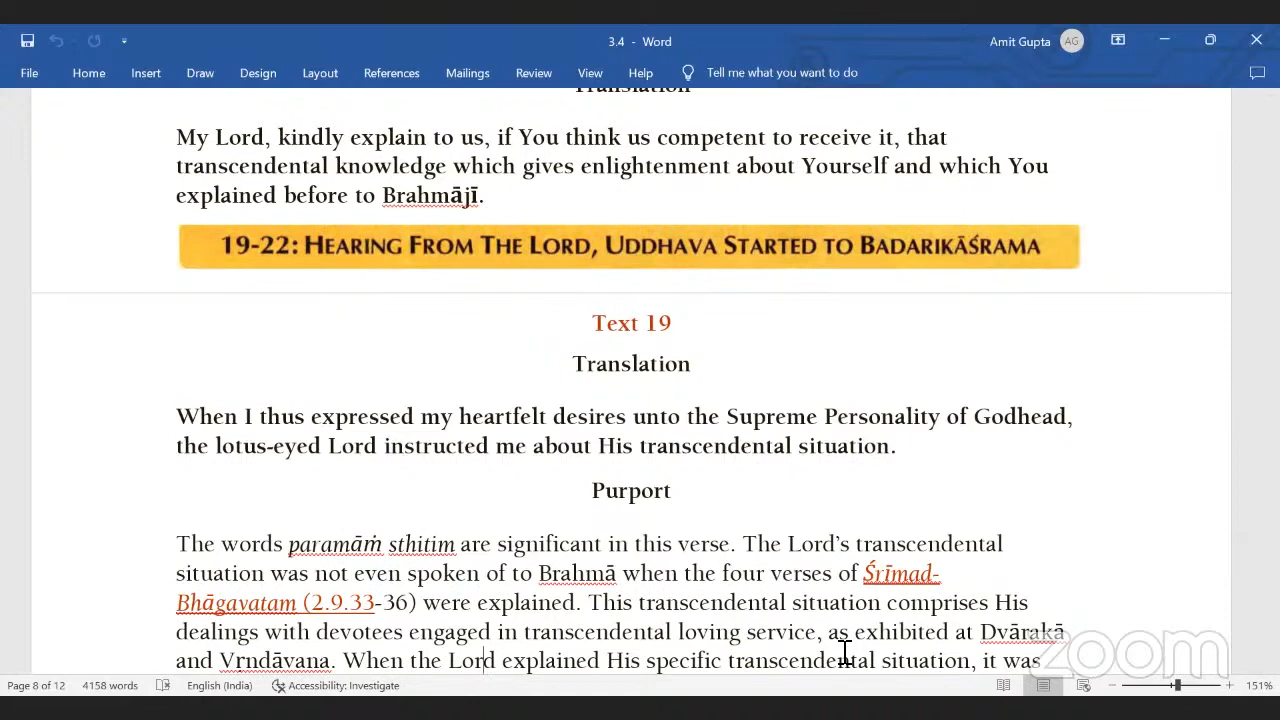 3.4 - Word
Amit Gupta AG
File Home Insert Draw Design Layout References Mailings Review View Help Tell me what you want to do
Translation
My Lord, kindly explain to us, if You think us competent to receive it, that
transcendental knowledge which gives enlightenment about Yourself and which You
explained before to Brahmājī.
19-22: HEARING FROM THE LORD, UDDHAVA STARTED TO BADARIKĀŚRAMA
Text 19
Translation
When I thus expressed my heartfelt desires unto the Supreme Personality of Godhead,
the lotus-eyed Lord instructed me about His transcendental situation.
Purport
The words paramāṁ sthitim are significant in this verse. The Lord’s transcendental
situation was not even spoken of to Brahmā when the four verses of Śrīmad-
Bhāgavatam (2.9.33-36) were explained. This transcendental situation comprises His
dealings with devotees engaged in transcendental loving service, as exhibited at Dvārakā
and Vṛndāvana. When the Lord explained His specific transcendental situation, it was
zoom
Page 8 of 12 4158 words English (India) Accessibility: Investigate 151%